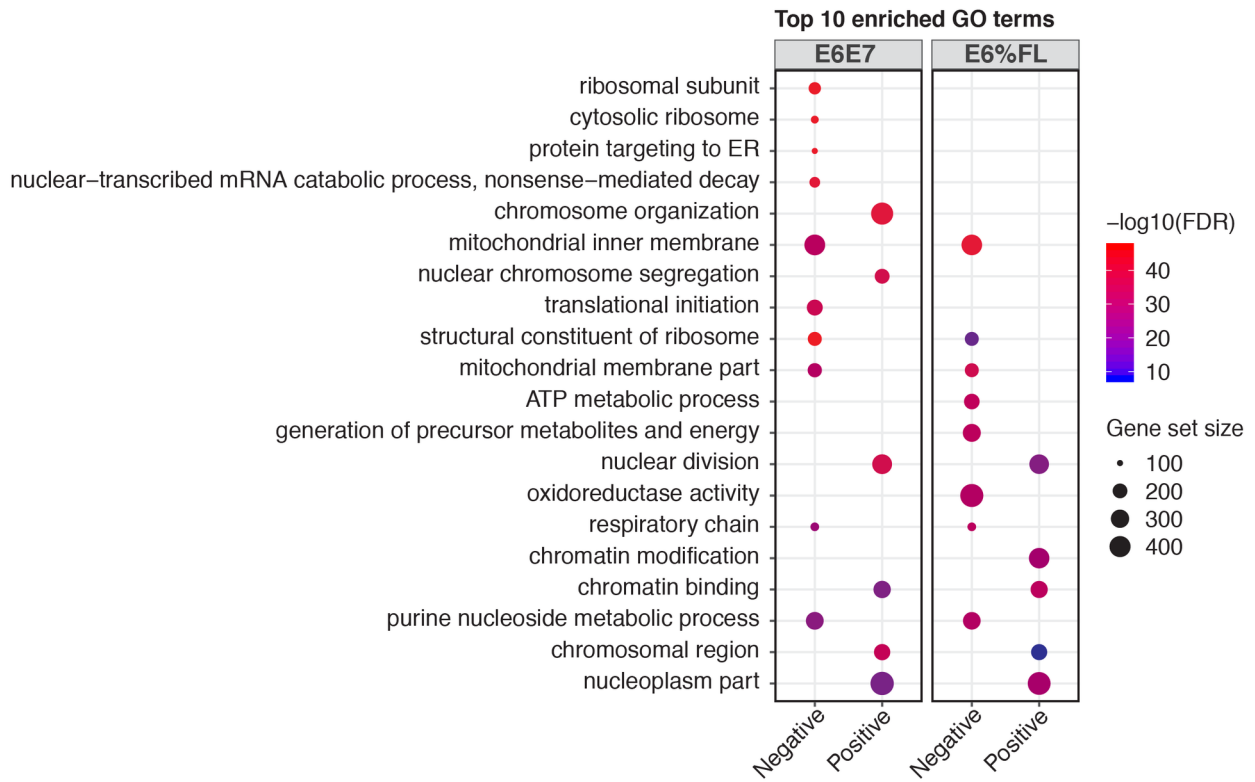 Top 10 enriched GO terms
E6E7
E6%FL
ribosomal subunit
cytosolic ribosome
protein targeting to ER
nuclear−transcribed mRNA catabolic process, nonsense−mediated decay
chromosome organization
mitochondrial inner membrane
nuclear chromosome segregation
translational initiation
structural constituent of ribosome
mitochondrial membrane part
ATP metabolic process
generation of precursor metabolites and energy
nuclear division
oxidoreductase activity
respiratory chain
chromatin modification
chromatin binding
purine nucleoside metabolic process
chromosomal region
nucleoplasm part
Negative
Positive
Negative
Positive
−log10(FDR)
40
30
20
10
Gene set size
100
200
300
400